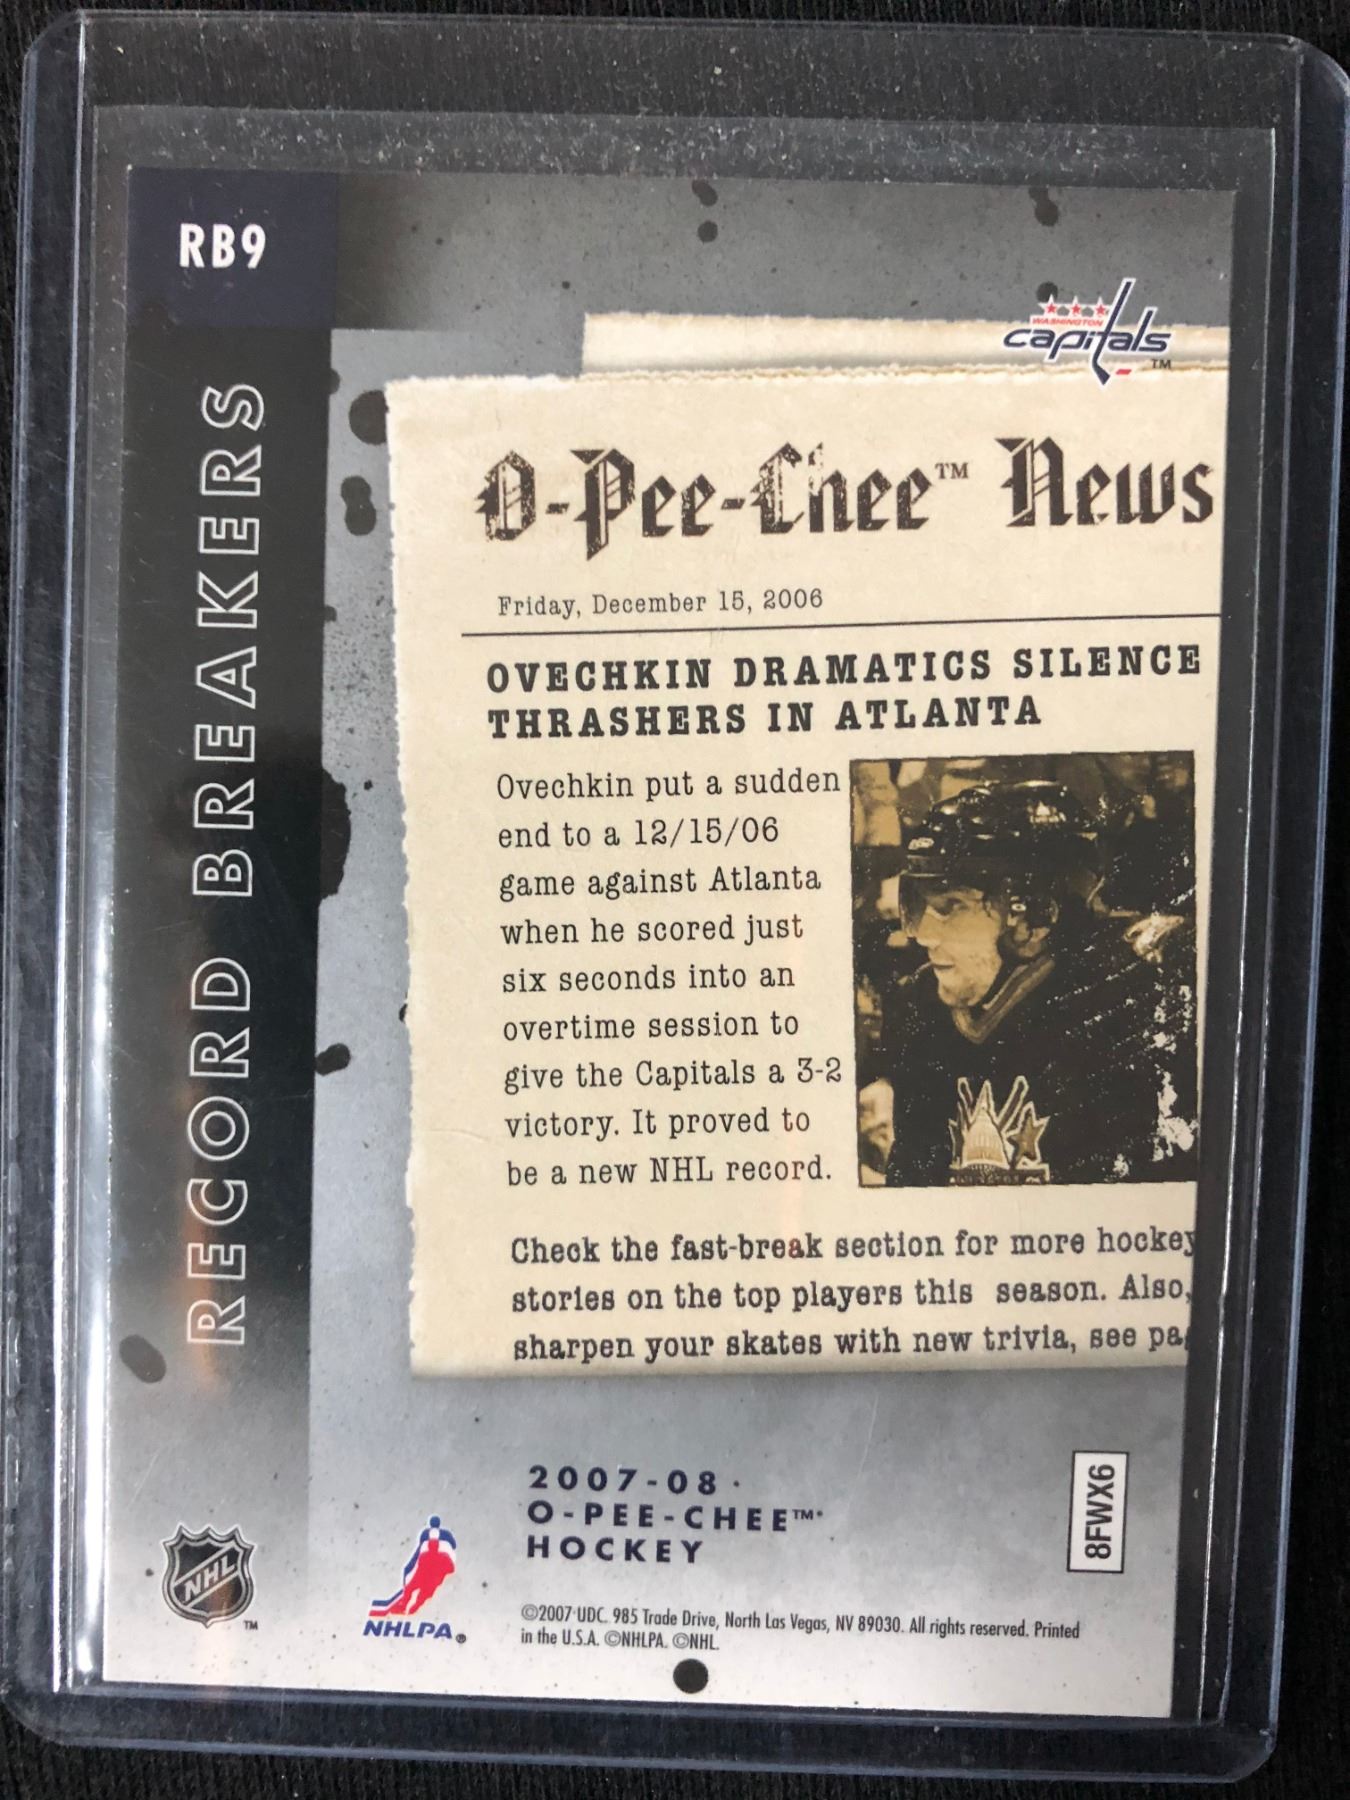 RB9
RECORD BREAKERS
WASHINGTON
capitals™
O-Pee-Chee™ News
Friday, December 15, 2006
OVECHKIN DRAMATICS SILENCE
THRASHERS IN ATLANTA
Ovechkin put a sudden
end to a 12/15/06
game against Atlanta
when he scored just
six seconds into an
overtime session to
give the Capitals a 3-2
victory. It proved to
be a new NHL record.
Check the fast-break section for more hockey
stories on the top players this season. Also,
sharpen your skates with new trivia, see
2007-08
O-PEE-CHEE™
HOCKEY
8FWX6
NHL™
NHLPA®
©2007 UDC. 985 Trade Drive, North Las Vegas, NV 89030. All rights reserved. Printed
in the U.S.A. ©NHLPA. ©NHL.